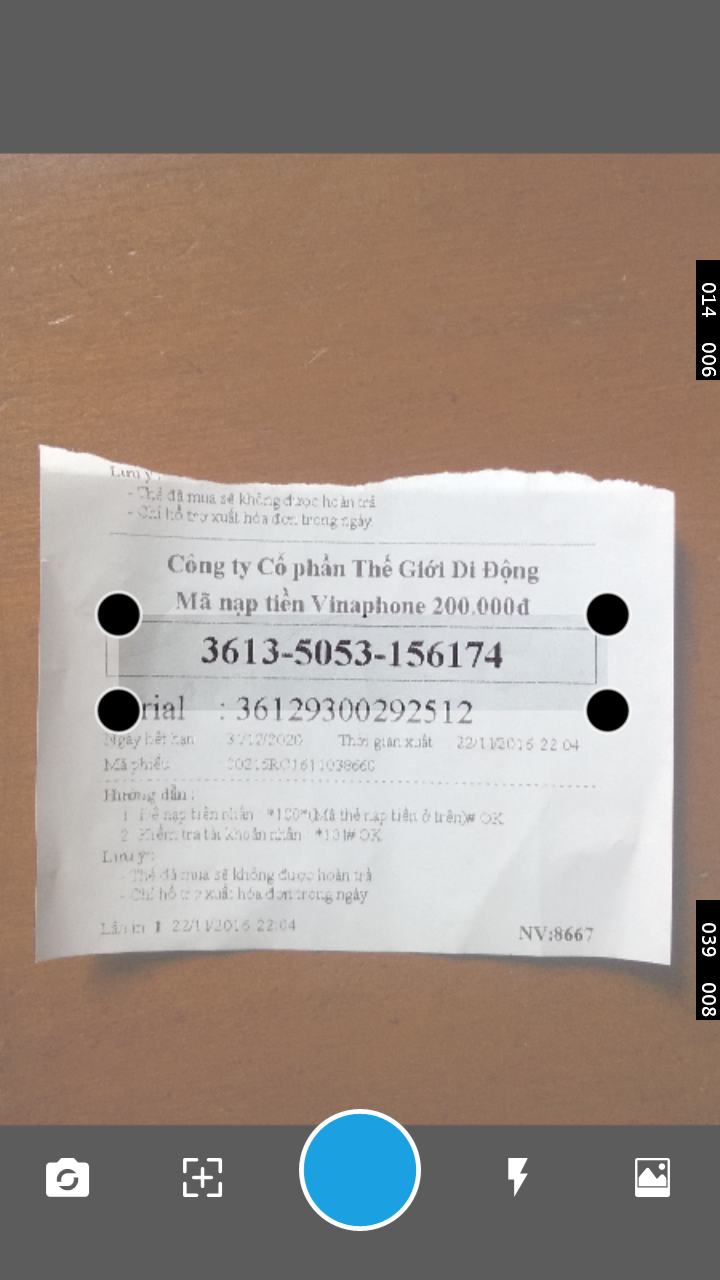 Lưu ý:
- Thẻ đã mua sẽ không được hoàn trả
- Chỉ hỗ trợ xuất hóa đơn trong ngày.
Công ty Cổ phần Thế Giới Di Động
Mã nạp tiền Vinaphone 200.000đ
3613-5053-156174
rial : 36129300292512
Ngày hết hạn 31/12/2020 Thời gian xuất 22/11/2016 22:04
Mã phiếu
Hướng dẫn :
1 Để nạp tiền nhấn *100*(Mã thẻ nạp tiền ở trên)# OK
2 Kiểm tra tài khoản nhấn *101# OK
Lưu ý :
- Thẻ đã mua sẽ không được hoàn trả
- Chỉ hỗ trợ xuất hóa đơn trong ngày
Lần in 1 22/11/2016 22:04 NV:8667
014 006
039 008